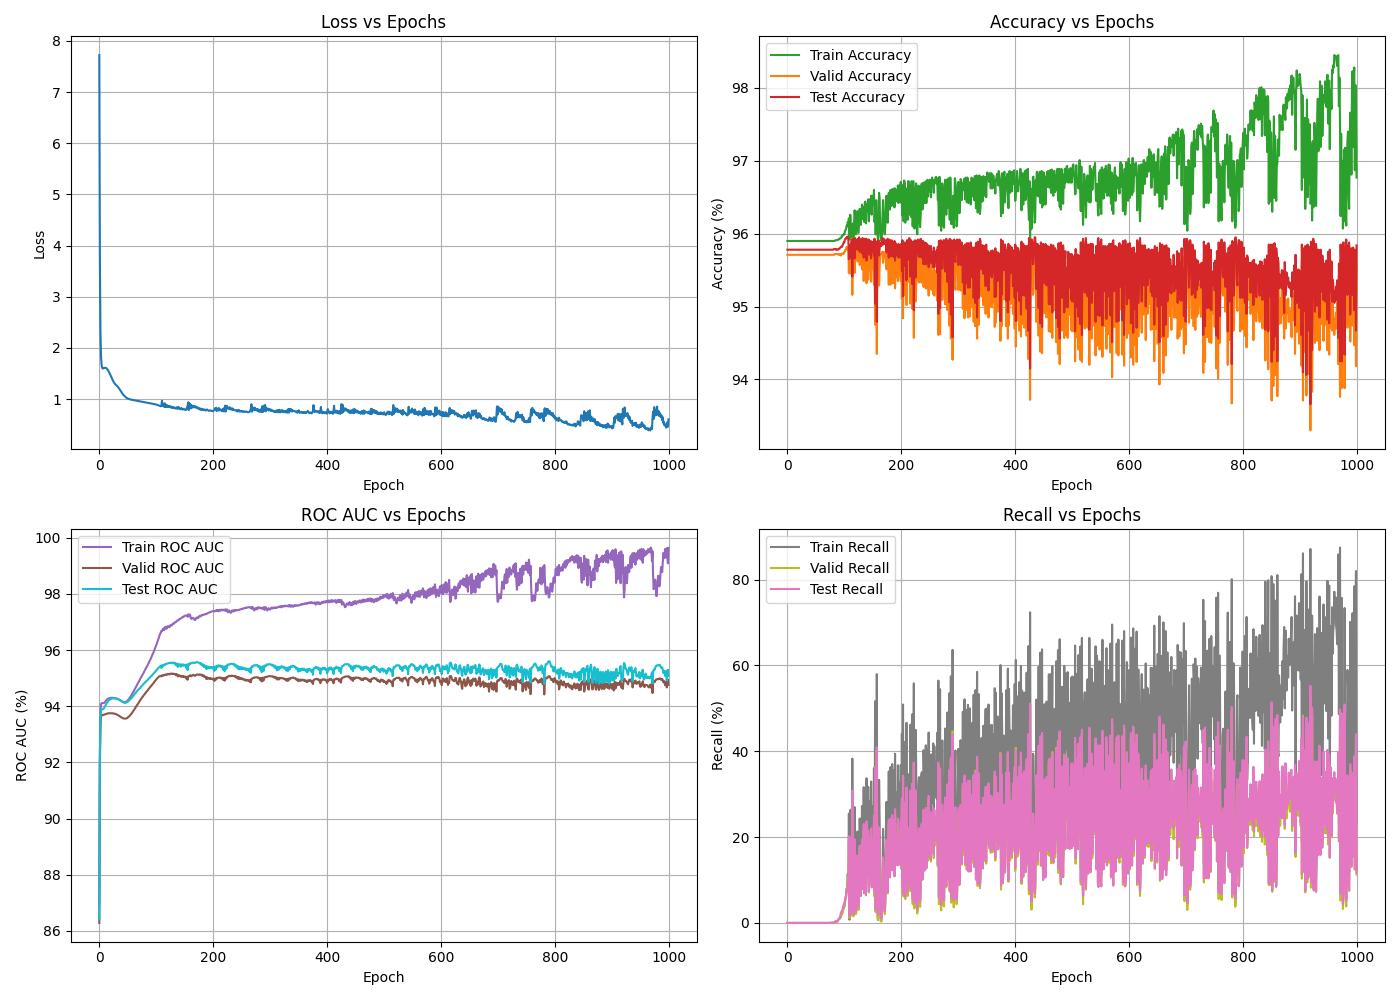 Loss vs Epochs
8
7
6
5
4
3
2
1
Loss
0 200 400 600 800 1000
Epoch
Accuracy vs Epochs
Train Accuracy
Valid Accuracy
Test Accuracy
98
97
96
95
94
Accuracy (%)
0 200 400 600 800 1000
Epoch
ROC AUC vs Epochs
Train ROC AUC
Valid ROC AUC
Test ROC AUC
100
98
96
94
92
90
88
86
ROC AUC (%)
0 200 400 600 800 1000
Epoch
Recall vs Epochs
Train Recall
Valid Recall
Test Recall
80
60
40
20
0
Recall (%)
0 200 400 600 800 1000
Epoch